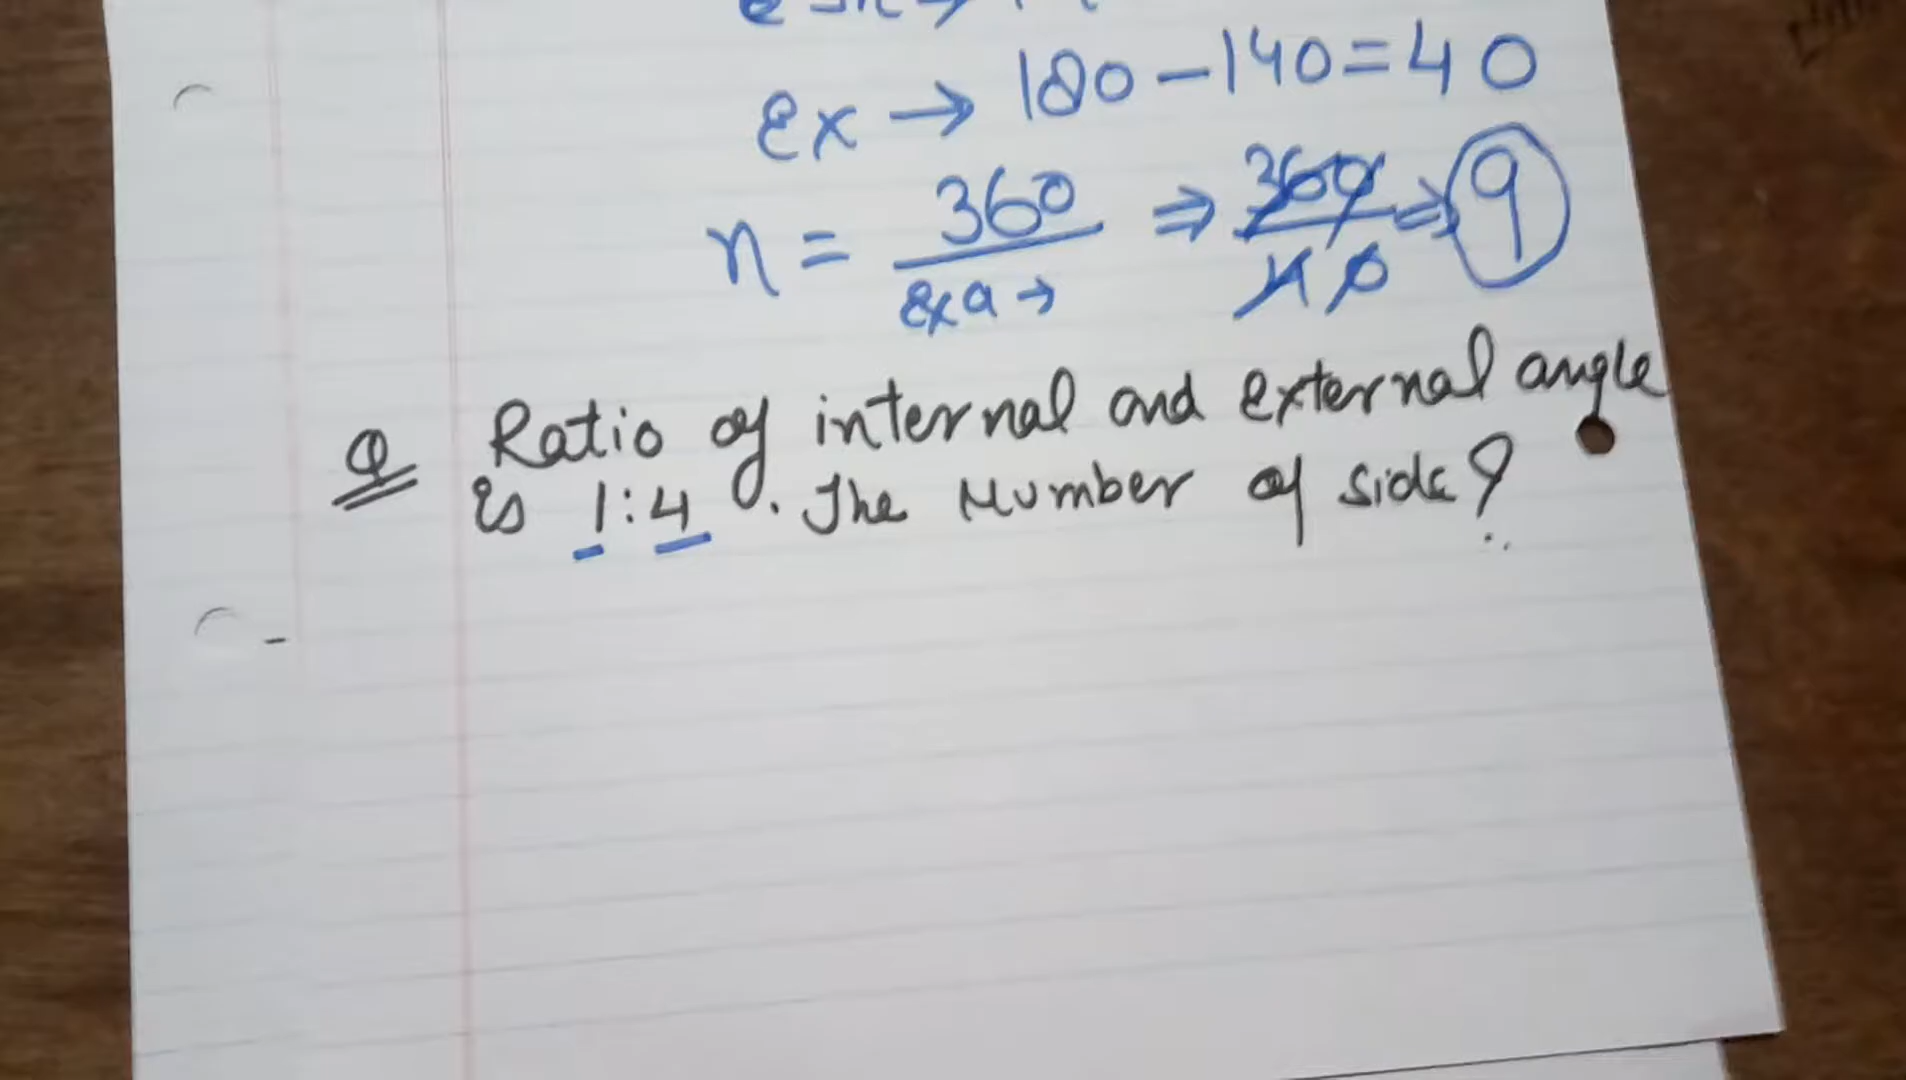 ex → 180 - 140 = 40
n = 360 / exa → ⇒ 360 / 40 ⇒ 9
Q Ratio of internal and external angle
is 1:4. The Number of side?